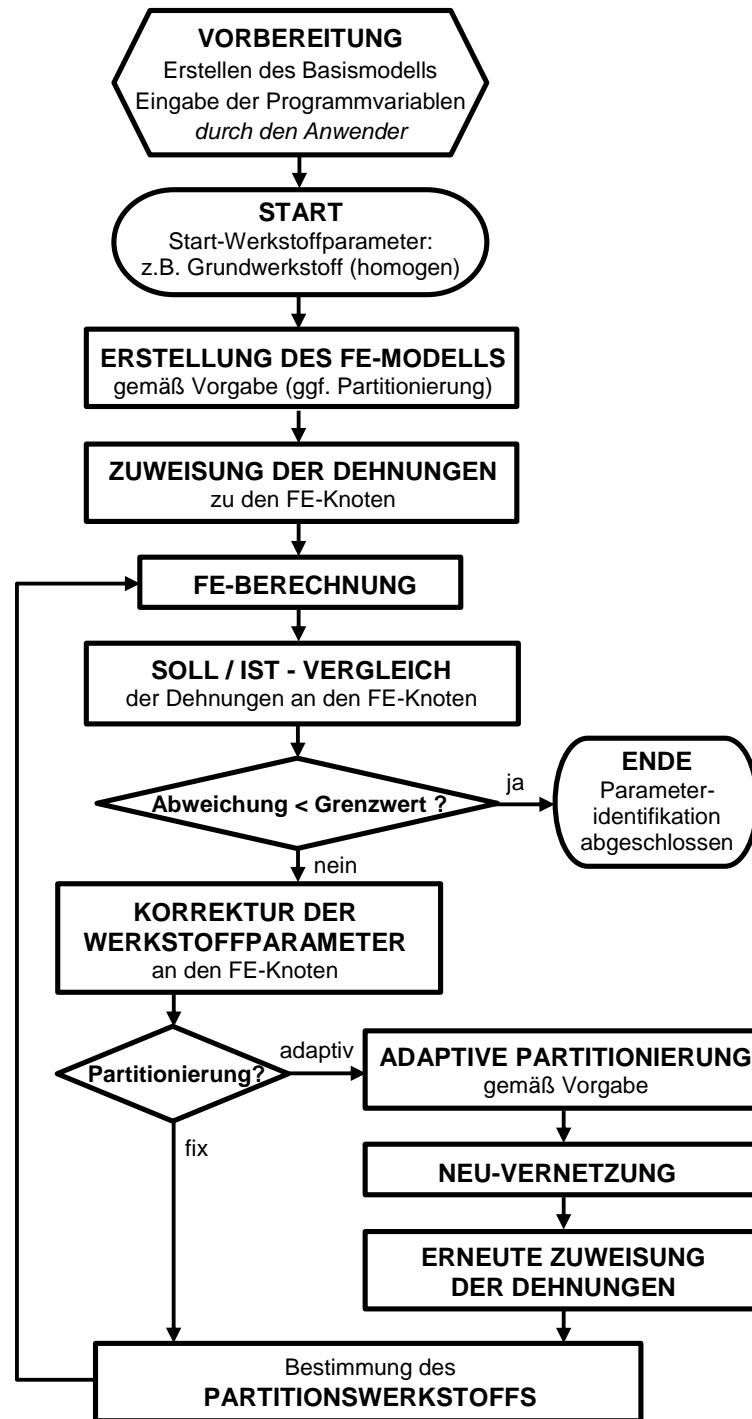 VORBEREITUNG
Erstellen des Basismodells
Eingabe der Programmvariablen
durch den Anwender
START
Start-Werkstoffparameter:
z.B. Grundwerkstoff (homogen)
ERSTELLUNG DES FE-MODELLS
gemäß Vorgabe (ggf. Partitionierung)
ZUWEISUNG DER DEHNUNGEN
zu den FE-Knoten
FE-BERECHNUNG
SOLL / IST - VERGLEICH
der Dehnungen an den FE-Knoten
Abweichung < Grenzwert ?
ja
ENDE
Parameter-
identifikation
abgeschlossen
nein
KORREKTUR DER
WERKSTOFFPARAMETER
an den FE-Knoten
Partitionierung?
adaptiv
ADAPTIVE PARTITIONIERUNG
gemäß Vorgabe
fix
NEU-VERNETZUNG
ERNEUTE ZUWEISUNG
DER DEHNUNGEN
Bestimmung des
PARTITIONSWERKSTOFFS